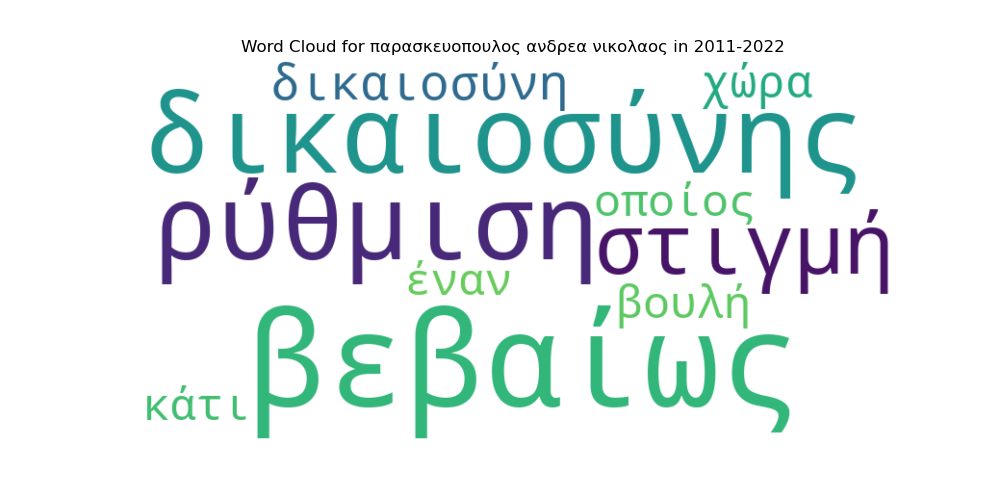 Word Cloud for παρασκευοπουλος ανδρεα νικολαος in 2011-2022
δικαιοσύνη
χώρα
δικαιοσύνης
ρύθμιση
οποίος
στιγμή
έναν
βουλή
βεβαίως
κάτι